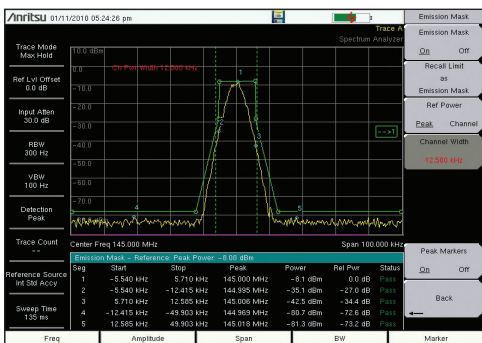 Anritsu 01/11/2010 05:24:26 pm
Emission Mask
Trace A
Spectrum Analyzer
Trace Mode
Max Hold
Ref Lvl Offset
0.0 dB
Input Atten
30.0 dB
RBW
300 Hz
VBW
100 Hz
Detection
Peak
Trace Count
--
Reference Source
Int Std Accy
Sweep Time
135 ms
10.0 dBm
Ch Pwr Width 12.500 kHz
0.0
-10.0
-20.0
-30.0
-40.0
-50.0
-60.0
-70.0
1
2
3
4
5
-->1
Center Freq 145.000 MHz
Span 100.000 kHz
Emission Mask - Reference: Peak Power: -8.08 dBm
Seg Start Stop Peak Power Rel Pwr Status
1 -5.540 kHz 5.710 kHz 145.000 MHz -8.1 dBm 0.0 dB Pass
2 -5.540 kHz -12.415 kHz 144.995 MHz -35.1 dBm -27.0 dB Pass
3 5.710 kHz 12.585 kHz 145.006 MHz -42.5 dBm -34.4 dB Pass
4 -12.415 kHz -49.903 kHz 144.969 MHz -80.7 dBm -72.6 dB Pass
5 12.585 kHz 49.903 kHz 145.018 MHz -81.3 dBm -73.2 dB Pass
Emission Mask
On Off
Recall Limit
as
Emission Mask
Ref Power
Peak Channel
Channel Width
12.500 kHz
Peak Markers
On Off
Back
Freq
Amplitude
Span
BW
Marker